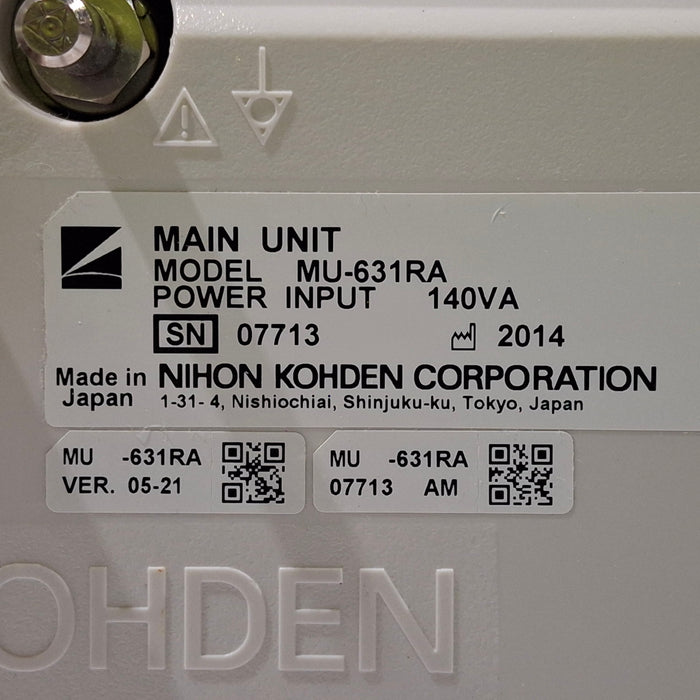 MAIN UNIT
MODEL MU-631RA
POWER INPUT 140VA
SN 07713 2014
Made in Japan NIHON KOHDEN CORPORATION
1-31- 4, Nishiochiai, Shinjuku-ku, Tokyo, Japan
MU -631RA
VER. 05-21
MU -631RA
07713 AM
OHDEN